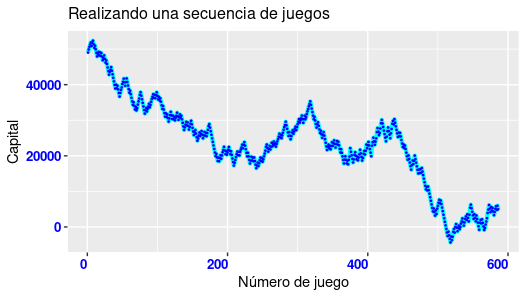 Realizando una secuencia de juegos
Capital
40000
20000
0
0 200 400 600
Número de juego